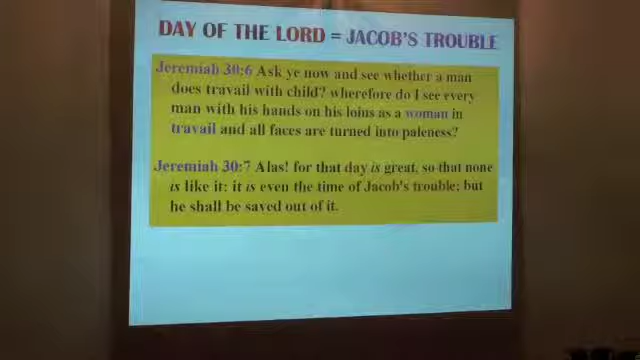 DAY OF THE LORD = JACOB'S TROUBLE
Jeremiah 30:6 Ask ye now and see whether a man
does travail with child? wherefore do I see every
man with his hands on his loins as a woman in
travail and all faces are turned into paleness?
Jeremiah 30:7 Alas! for that day is great, so that none
is like it: it is even the time of Jacob's trouble; but
he shall be saved out of it.